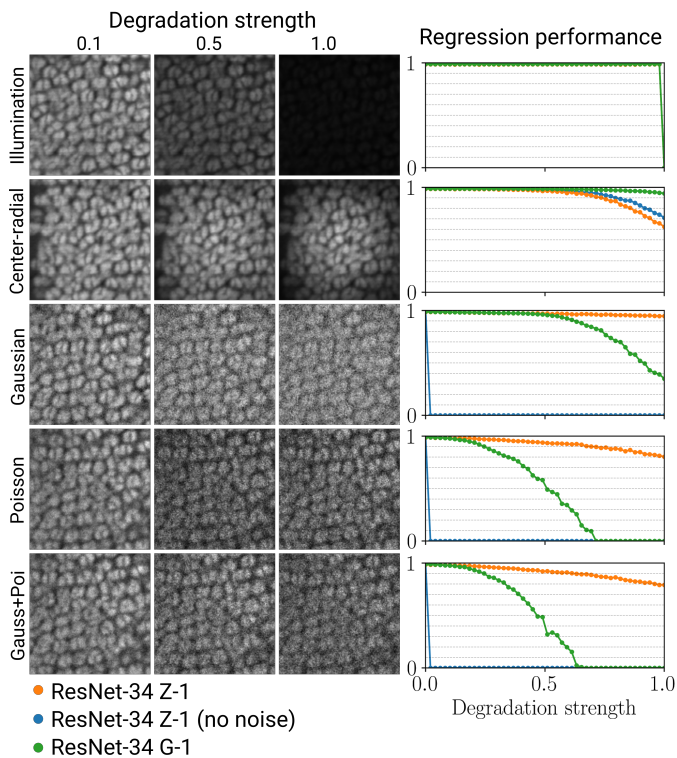 Degradation strength
0.1 0.5 1.0
Regression performance
Illumination
1
0
Center-radial
1
0
Gaussian
1
0
Poisson
1
0
Gauss+Poi
1
0
0.0 0.5 1.0
Degradation strength
ResNet-34 Z-1
ResNet-34 Z-1 (no noise)
ResNet-34 G-1